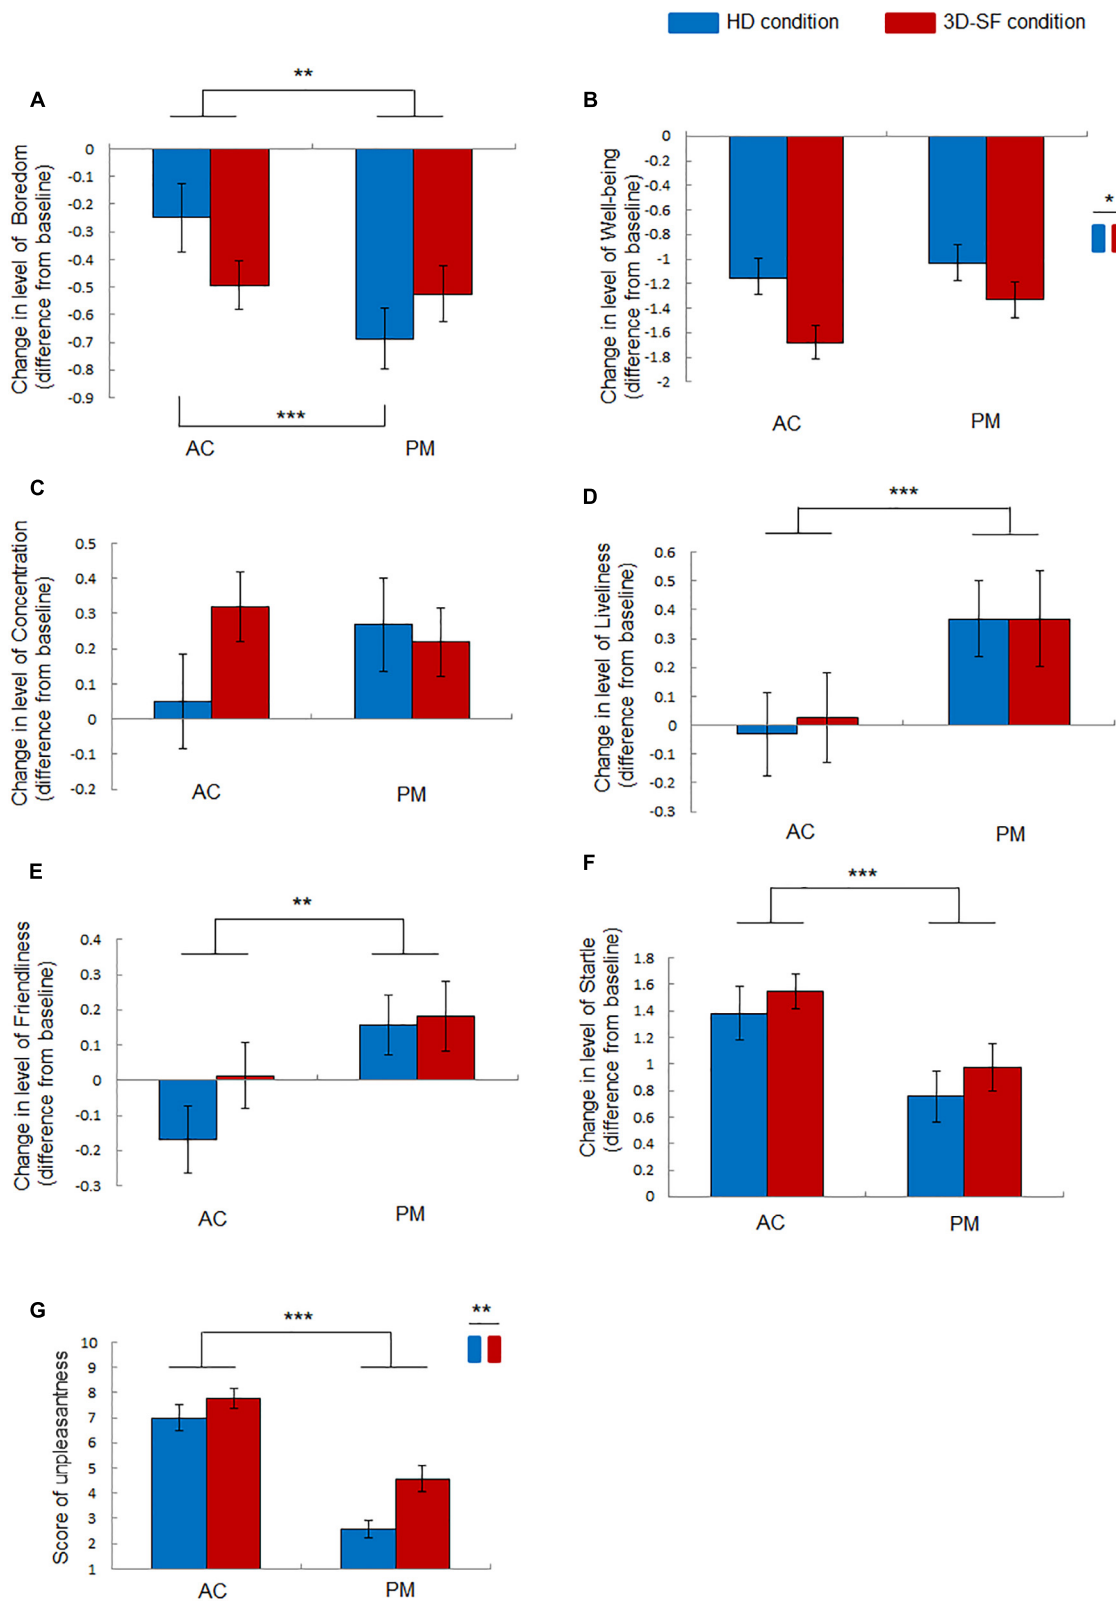 HD condition
3D-SF condition
A
**
Change in level of Boredom
(difference from baseline)
0
-0.1
-0.2
-0.3
-0.4
-0.5
-0.6
-0.7
-0.8
-0.9
***
AC
PM
B
Change in level of Well-being
(difference from baseline)
0
-0.2
-0.4
-0.6
-0.8
-1
-1.2
-1.4
-1.6
-1.8
-2
*
AC
PM
C
Change in level of Concentration
(difference from baseline)
0.5
0.4
0.3
0.2
0.1
0
-0.1
-0.2
AC
PM
D
***
Change in level of Liveliness
(difference from baseline)
0.6
0.5
0.4
0.3
0.2
0.1
0
-0.1
-0.2
-0.3
AC
PM
E
**
Change in level of Friendliness
(difference from baseline)
0.4
0.3
0.2
0.1
0
-0.1
-0.2
-0.3
AC
PM
F
***
Change in level of Startle
(difference from baseline)
1.8
1.6
1.4
1.2
1
0.8
0.6
0.4
0.2
0
AC
PM
G
***
**
Score of unpleasantness
10
9
8
7
6
5
4
3
2
1
AC
PM